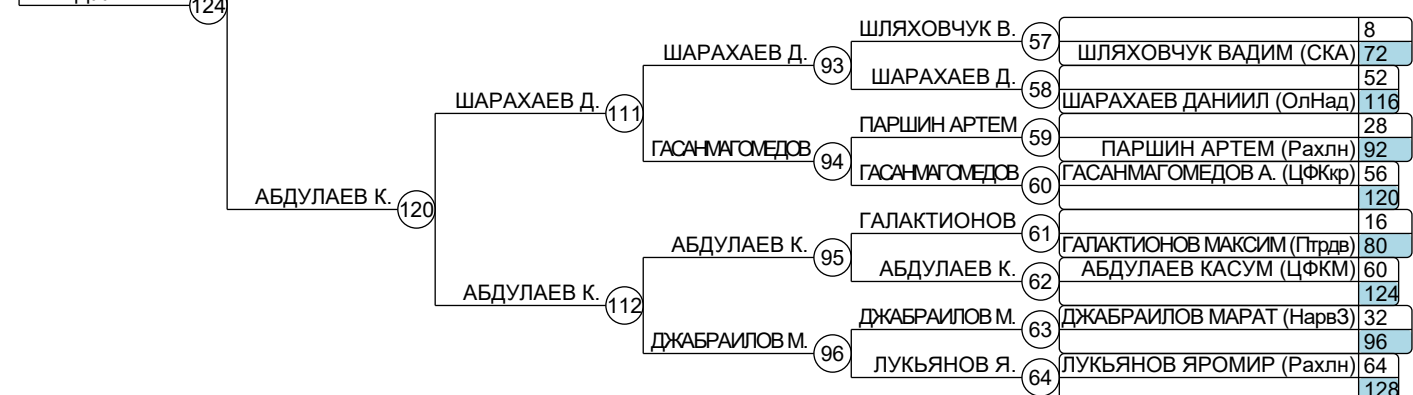 124
ШЛЯХОВЧУК В. 57 8
ШАРАХАЕВ Д. 93 ШЛЯХОВЧУК ВАДИМ (СКА) 72
ШАРАХАЕВ Д. 58 52
ШАРАХАЕВ Д. 111 ШАРАХАЕВ ДАНИИЛ (ОлНад) 116
ПАРШИН АРТЕМ 59 28
ГАСАНМАГОМЕДОВ 94 ПАРШИН АРТЕМ (Рахлн) 92
ГАСАНМАГОМЕДОВ 60 ГАСАНМАГОМЕДОВ А. (ЦФКкр) 56
АБДУЛАЕВ К. 120 120
ГАЛАКТИОНОВ 61 16
АБДУЛАЕВ К. 95 ГАЛАКТИОНОВ МАКСИМ (Птрдв) 80
АБДУЛАЕВ К. 62 АБДУЛАЕВ КАСУМ (ЦФКМ) 60
АБДУЛАЕВ К. 112 124
ДЖАБРАИЛОВ М. 63 ДЖАБРАИЛОВ МАРАТ (НарвЗ) 32
ДЖАБРАИЛОВ М. 96 96
ЛУКЬЯНОВ Я. 64 ЛУКЬЯНОВ ЯРОМИР (Рахлн) 64
128